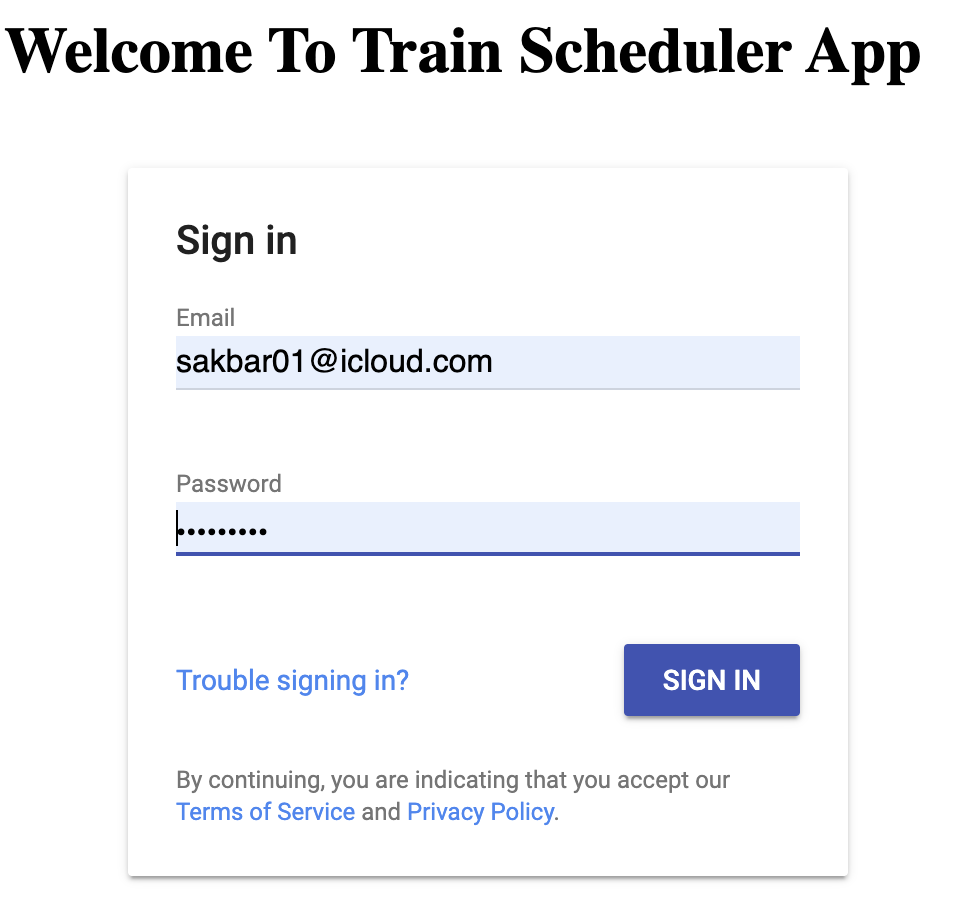 Welcome To Train Scheduler App
Sign in
Email
sakbar01@icloud.com
Password
•••••••••
Trouble signing in?
SIGN IN
By continuing, you are indicating that you accept our
Terms of Service and Privacy Policy.